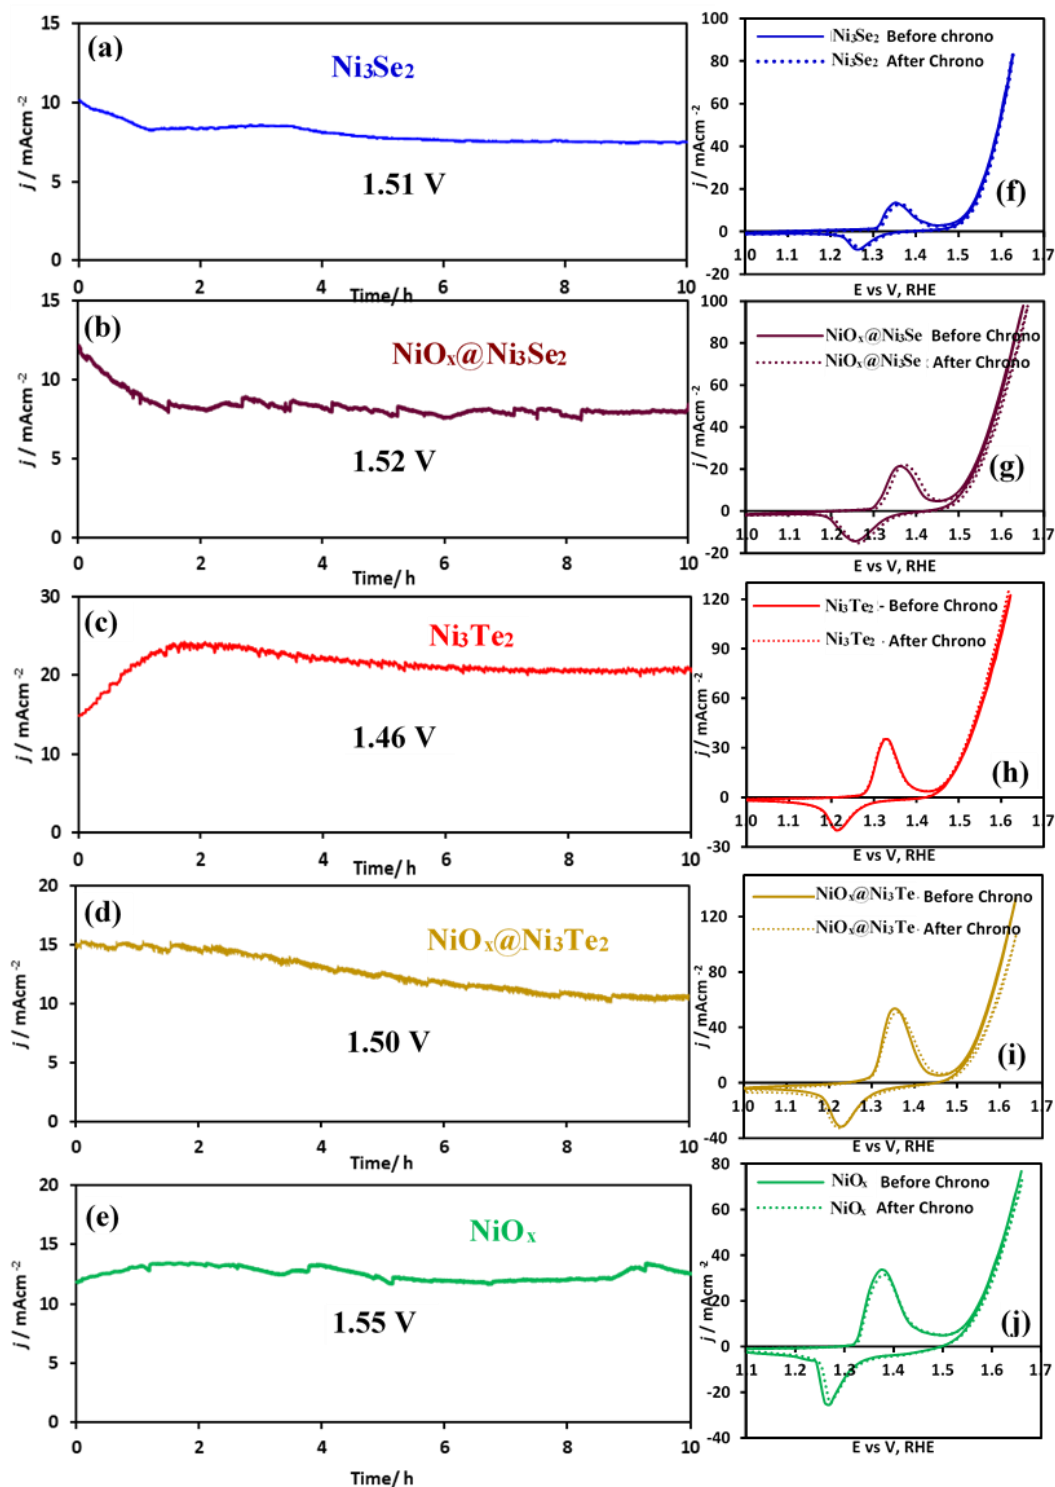 (a)
Ni₃Se₂
1.51 V
j / mAcm⁻²
15
10
5
0
0 2 4 6 8 10
Time/ h
(f)
Ni₃Se₂ Before chrono
Ni₃Se₂ After Chrono
j / mAcm⁻²
100
80
60
40
20
0
-20
1.0 1.1 1.2 1.3 1.4 1.5 1.6 1.7
E vs V, RHE
(b)
NiOₓ@Ni₃Se₂
1.52 V
j / mAcm⁻²
15
10
5
0
0 2 4 6 8 10
Time/ h
(g)
NiOₓ@Ni₃Se Before Chrono
NiOₓ@Ni₃Se : After Chrono
j / mAcm⁻²
100
80
60
40
20
0
-20
1.0 1.1 1.2 1.3 1.4 1.5 1.6 1.7
E vs V, RHE
(c)
Ni₃Te₂
1.46 V
j / mAcm⁻²
30
20
10
0
0 2 4 6 8 10
Time/ h
(h)
Ni₃Te₂ - Before Chrono
Ni₃Te₂ - After Chrono
j / mAcm⁻²
120
90
60
30
0
-30
1.0 1.1 1.2 1.3 1.4 1.5 1.6 1.7
E vs V, RHE
(d)
NiOₓ@Ni₃Te₂
1.50 V
j / mAcm⁻²
20
15
10
5
0
0 2 4 6 8 10
Time/ h
(i)
NiOₓ@Ni₃Te - Before Chrono
NiOₓ@Ni₃Te - After Chrono
j / mAcm⁻²
120
80
40
0
-40
1.0 1.1 1.2 1.3 1.4 1.5 1.6 1.7
E vs V, RHE
(e)
NiOₓ
1.55 V
j / mAcm⁻²
20
15
10
5
0
0 2 4 6 8 10
Time/ h
(j)
NiOₓ Before Chrono
NiOₓ After Chrono
j / mAcm⁻²
80
60
40
20
0
-20
-40
1.1 1.2 1.3 1.4 1.5 1.6 1.7
E vs V, RHE